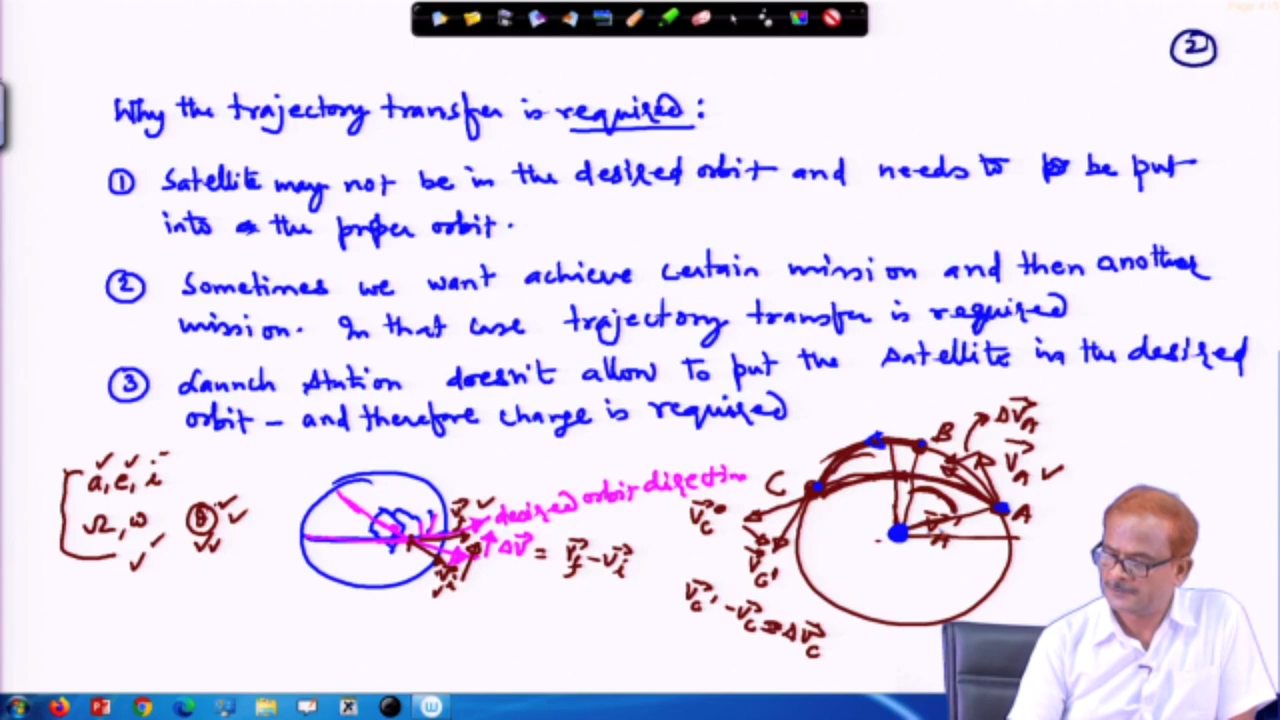 ②
Why the trajectory transfer is required :
① Satellite may not be in the desired orbit and needs to be put
into the proper orbit.
② Sometimes we want achieve certain mission and then another
mission. In that case trajectory transfer is required
③ Launch station doesn't allow to put the satellite in the desired
orbit – and therefore change is required
a, e, i
Ω, ω θ
desired orbit direction
V⃗f
ΔV⃗ = V⃗f - V⃗i
V⃗i
B
ΔV⃗A
V⃗A
C
A
V⃗C
V⃗C'
V⃗C' - V⃗C = ΔV⃗C